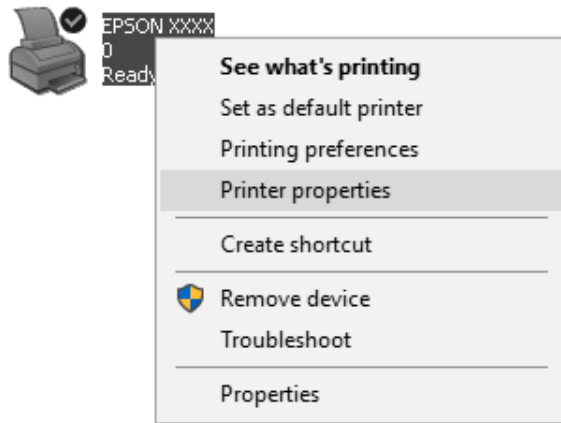 EPSON XXXX
0
Ready
See what's printing
Set as default printer
Printing preferences
Printer properties
Create shortcut
Remove device
Troubleshoot
Properties